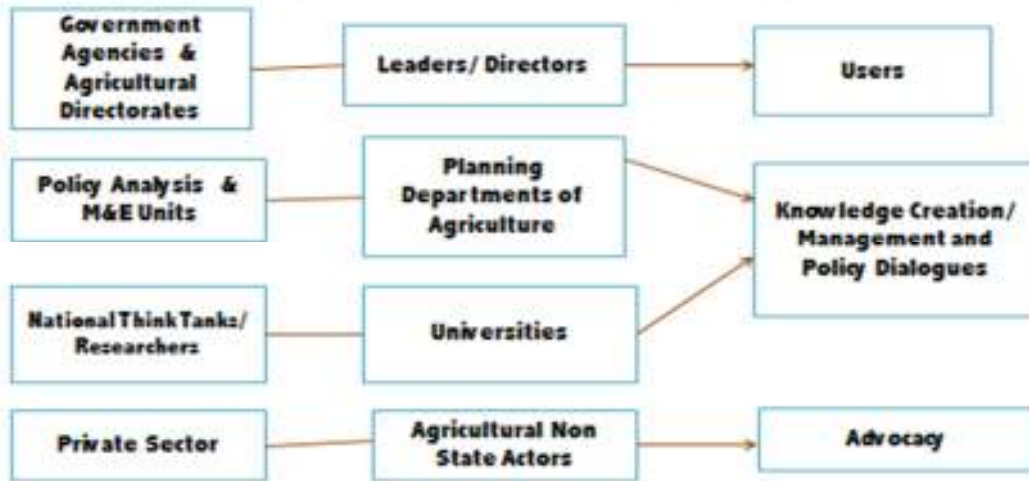 Government
Agencies &
Agricultural
Directorates
Leaders/ Directors
Users
Policy Analysis &
M&E Units
Planning
Departments of
Agriculture
Knowledge Creation/
Management and
Policy Dialogues
National Think Tanks/
Researchers
Universities
Private Sector
Agricultural Non
State Actors
Advocacy